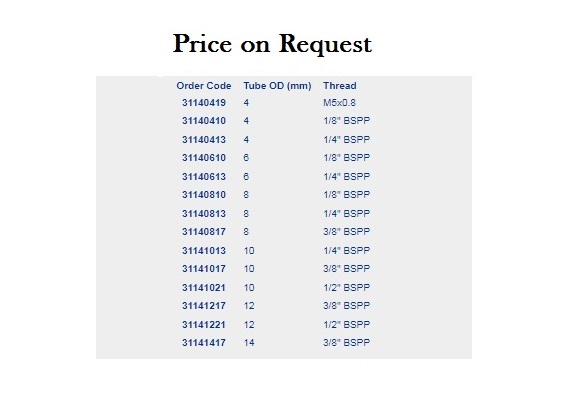 Price on Request
Order Code Tube OD (mm) Thread
31140419 4 M5x0.8
31140410 4 1/8" BSPP
31140413 4 1/4" BSPP
31140610 6 1/8" BSPP
31140613 6 1/4" BSPP
31140810 8 1/8" BSPP
31140813 8 1/4" BSPP
31140817 8 3/8" BSPP
31141013 10 1/4" BSPP
31141017 10 3/8" BSPP
31141021 10 1/2" BSPP
31141217 12 3/8" BSPP
31141221 12 1/2" BSPP
31141417 14 3/8" BSPP